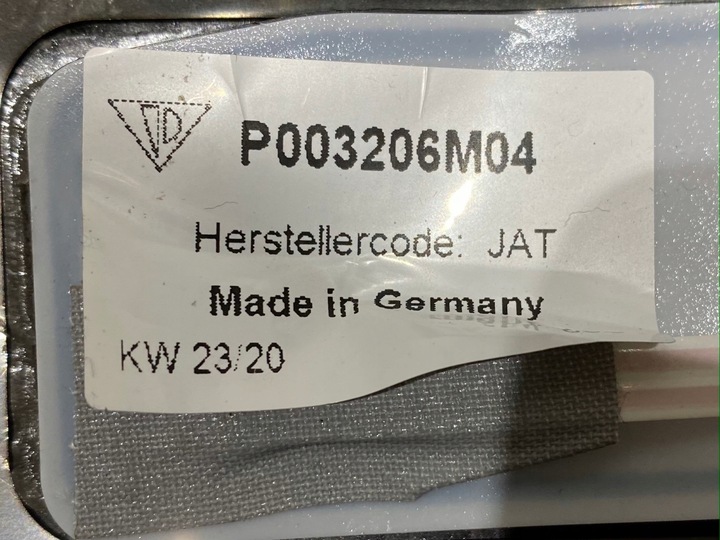 D
P003206M04
Herstellercode: JAT
Made in Germany
KW 23/20